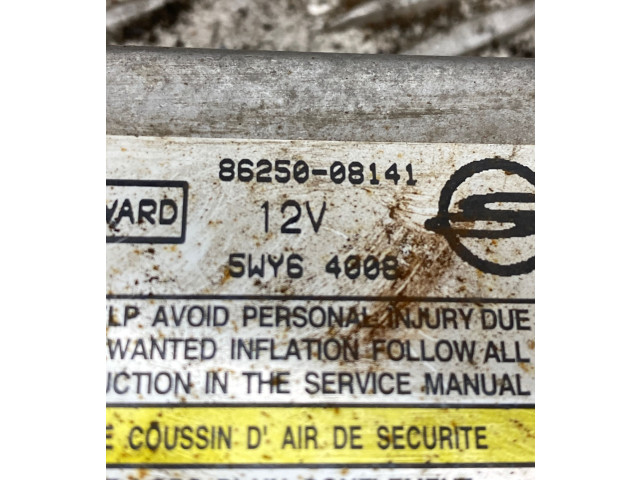 86250-08141
WARD
12V
5WY6 4008
LP AVOID PERSONAL INJURY DUE
WANTED INFLATION FOLLOW ALL
UCTION IN THE SERVICE MANUAL
E COUSSIN D' AIR DE SECURITE